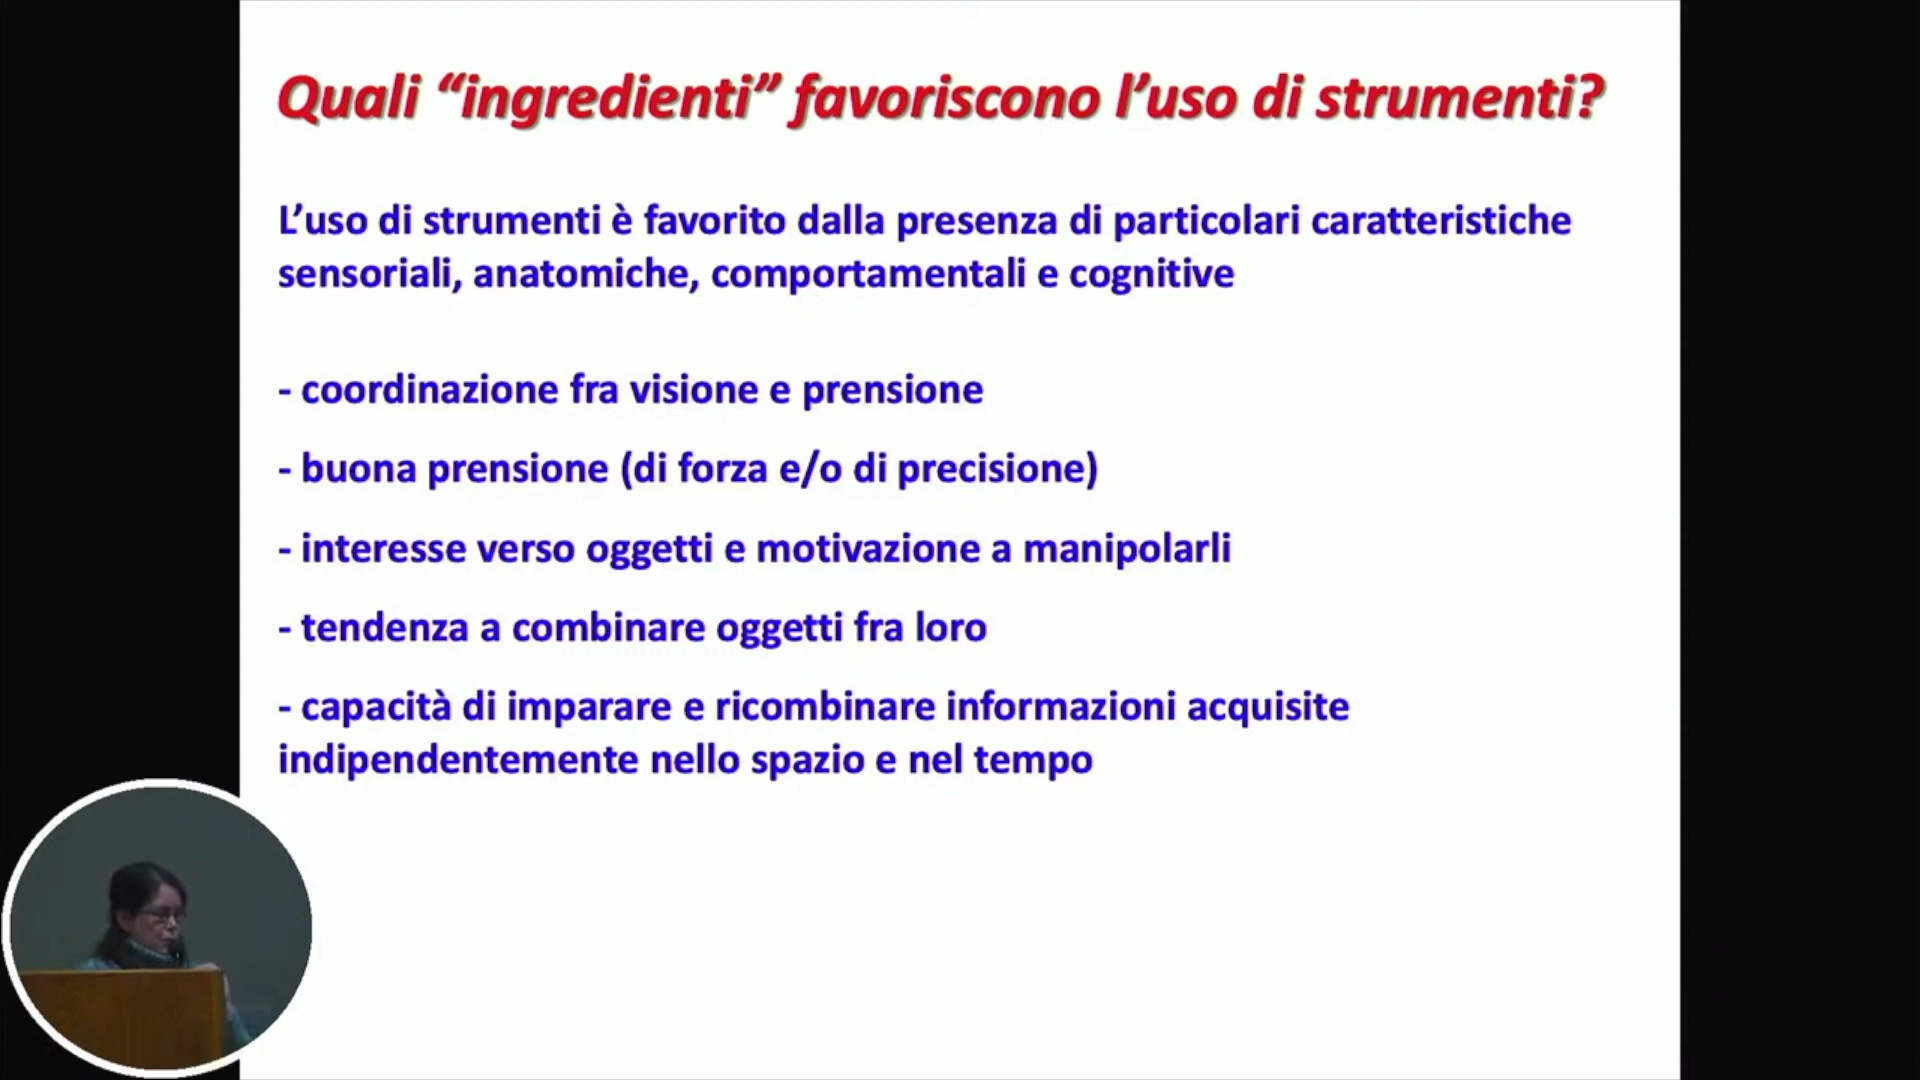 Quali “ingredienti” favoriscono l’uso di strumenti?
L’uso di strumenti è favorito dalla presenza di particolari caratteristiche
sensoriali, anatomiche, comportamentali e cognitive
- coordinazione fra visione e prensione
- buona prensione (di forza e/o di precisione)
- interesse verso oggetti e motivazione a manipolarli
- tendenza a combinare oggetti fra loro
- capacità di imparare e ricombinare informazioni acquisite
indipendentemente nello spazio e nel tempo